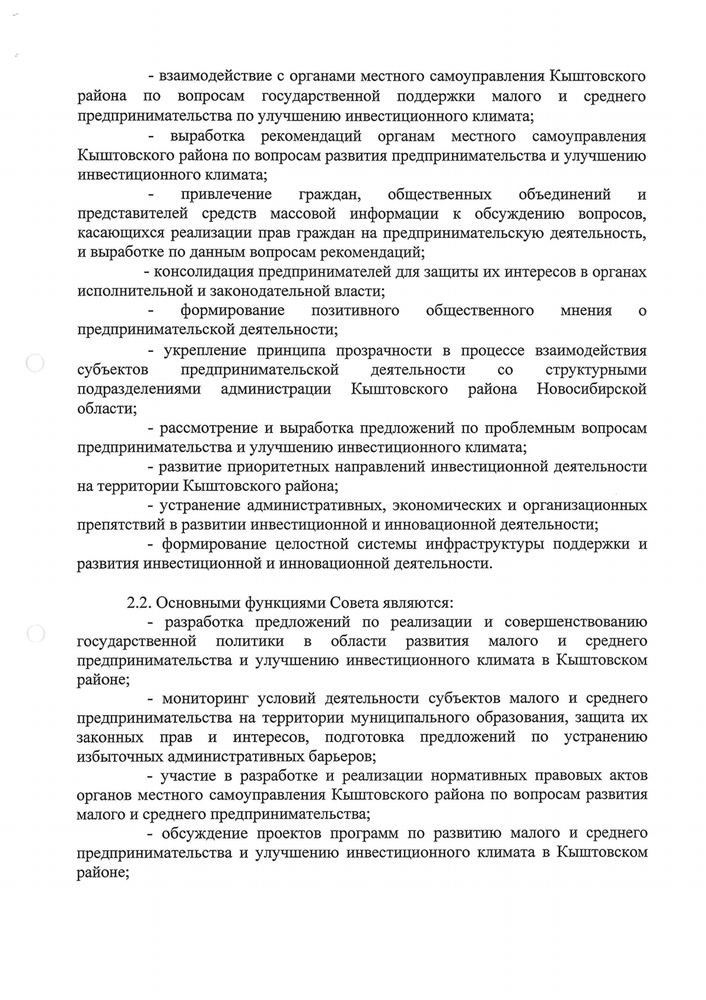 - взаимодействие с органами местного самоуправления Кыштовского
района по вопросам государственной поддержки малого и среднего
предпринимательства по улучшению инвестиционного климата;
- выработка рекомендаций органам местного самоуправления
Кыштовского района по вопросам развития предпринимательства и улучшению
инвестиционного климата;
- привлечение граждан, общественных объединений и
представителей средств массовой информации к обсуждению вопросов,
касающихся реализации прав граждан на предпринимательскую деятельность,
и выработке по данным вопросам рекомендаций;
- консолидация предпринимателей для защиты их интересов в органах
исполнительной и законодательной власти;
- формирование позитивного общественного мнения о
предпринимательской деятельности;
- укрепление принципа прозрачности в процессе взаимодействия
субъектов предпринимательской деятельности со структурными
подразделениями администрации Кыштовского района Новосибирской
области;
- рассмотрение и выработка предложений по проблемным вопросам
предпринимательства и улучшению инвестиционного климата;
- развитие приоритетных направлений инвестиционной деятельности
на территории Кыштовского района;
- устранение административных, экономических и организационных
препятствий в развитии инвестиционной и инновационной деятельности;
- формирование целостной системы инфраструктуры поддержки и
развития инвестиционной и инновационной деятельности.
2.2. Основными функциями Совета являются:
- разработка предложений по реализации и совершенствованию
государственной политики в области развития малого и среднего
предпринимательства и улучшению инвестиционного климата в Кыштовском
районе;
- мониторинг условий деятельности субъектов малого и среднего
предпринимательства на территории муниципального образования, защита их
законных прав и интересов, подготовка предложений по устранению
избыточных административных барьеров;
- участие в разработке и реализации нормативных правовых актов
органов местного самоуправления Кыштовского района по вопросам развития
малого и среднего предпринимательства;
- обсуждение проектов программ по развитию малого и среднего
предпринимательства и улучшению инвестиционного климата в Кыштовском
районе;